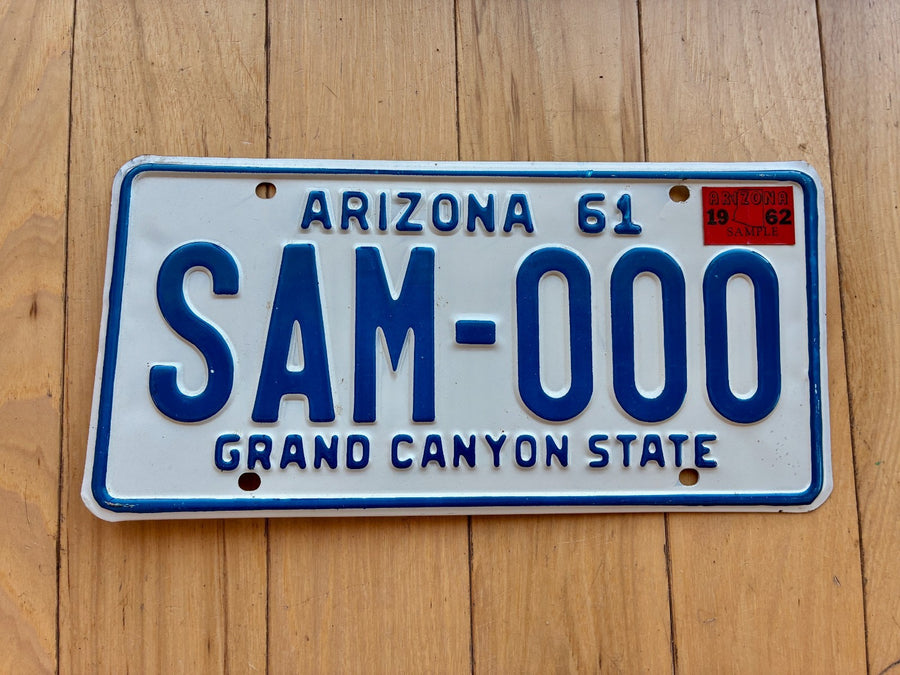 ARIZONA 61
ARIZONA
19 62
SAMPLE
SAM-000
GRAND CANYON STATE